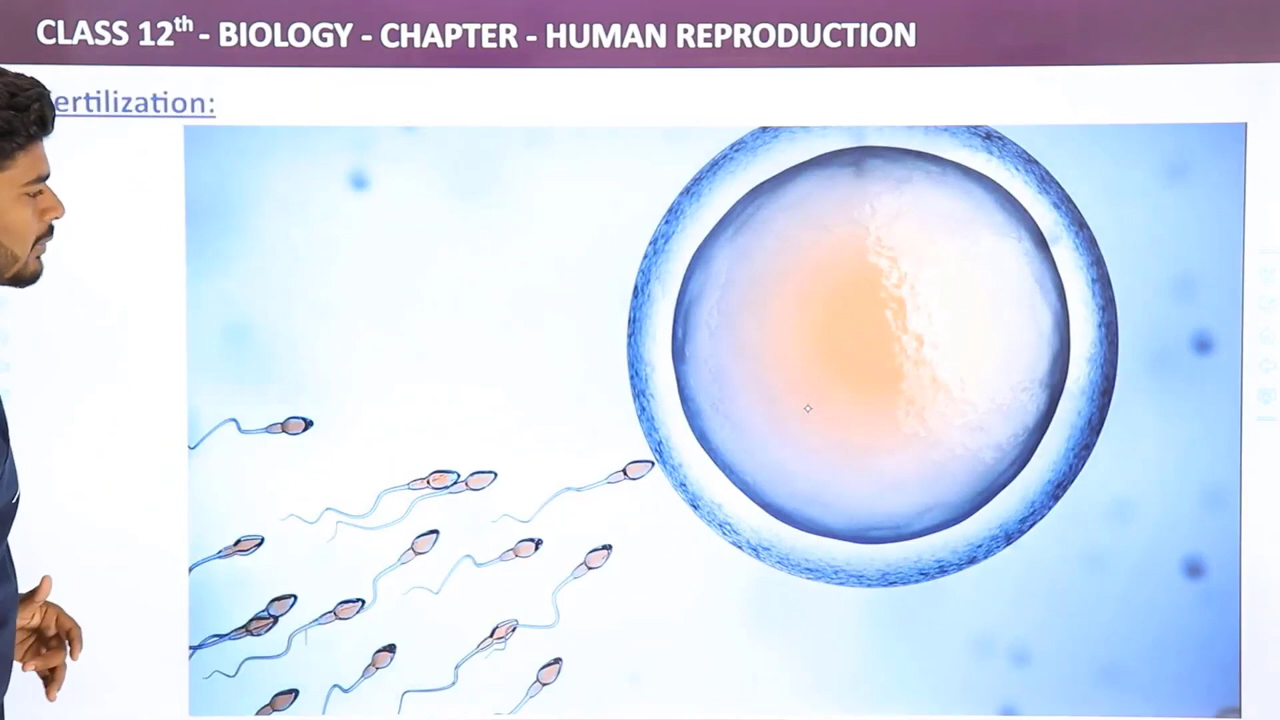 CLASS 12th - BIOLOGY - CHAPTER - HUMAN REPRODUCTION
ertilization: